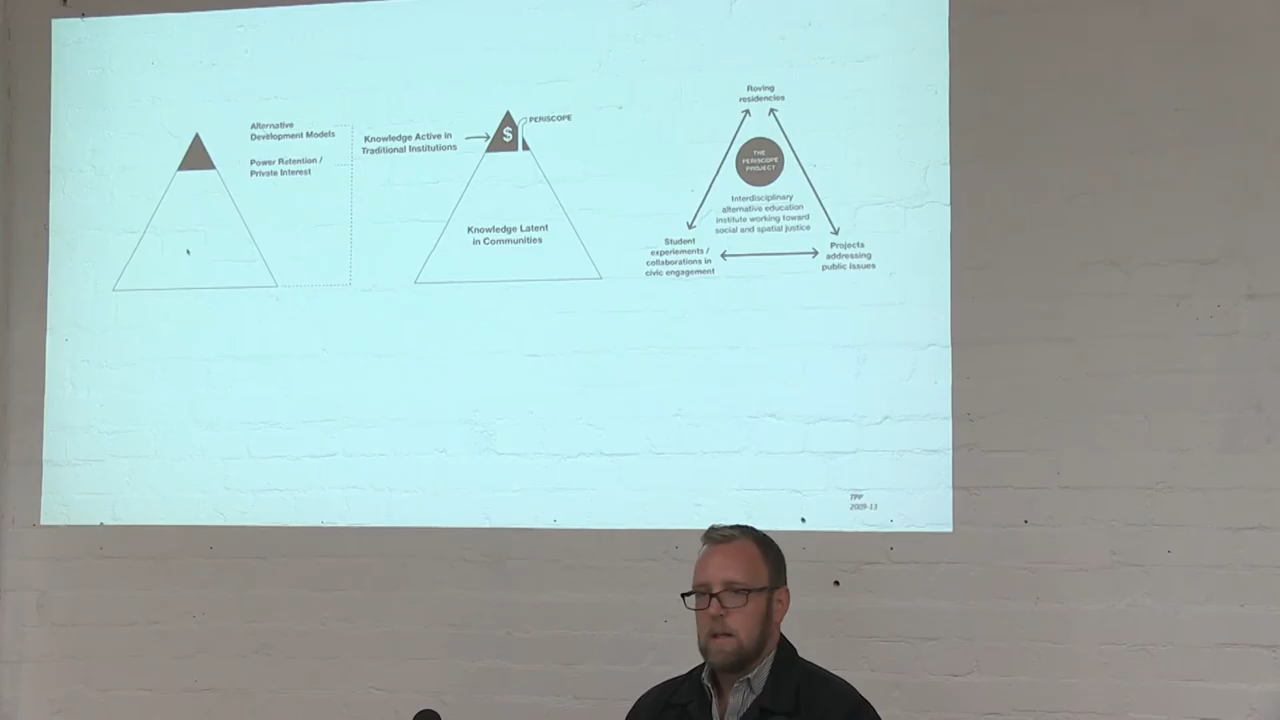 Alternative
Development Models
Power Retention /
Private Interest
Knowledge Active in
Traditional Institutions
$
PERISCOPE
Knowledge Latent
in Communities
Roving
residencies
THE
PERISCOPE
PROJECT
Interdisciplinary
alternative education
institute working toward
social and spatial justice
Student
experiements /
collaborations in
civic engagement
Projects
addressing
public issues
TPP
2009-13